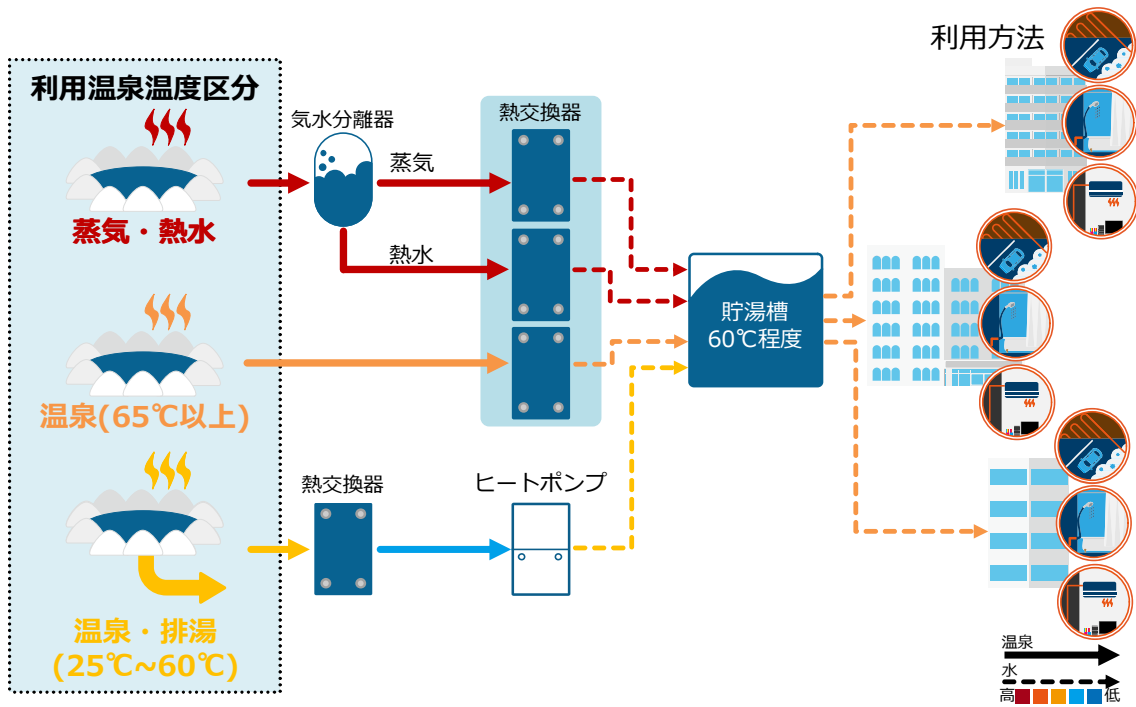 利用方法
利用温泉温度区分
気水分離器
熱交換器
蒸気
蒸気・熱水
熱水
貯湯槽
60℃程度
温泉(65℃以上)
熱交換器
ヒートポンプ
温泉・排湯
(25℃~60℃)
温泉
水
高
低